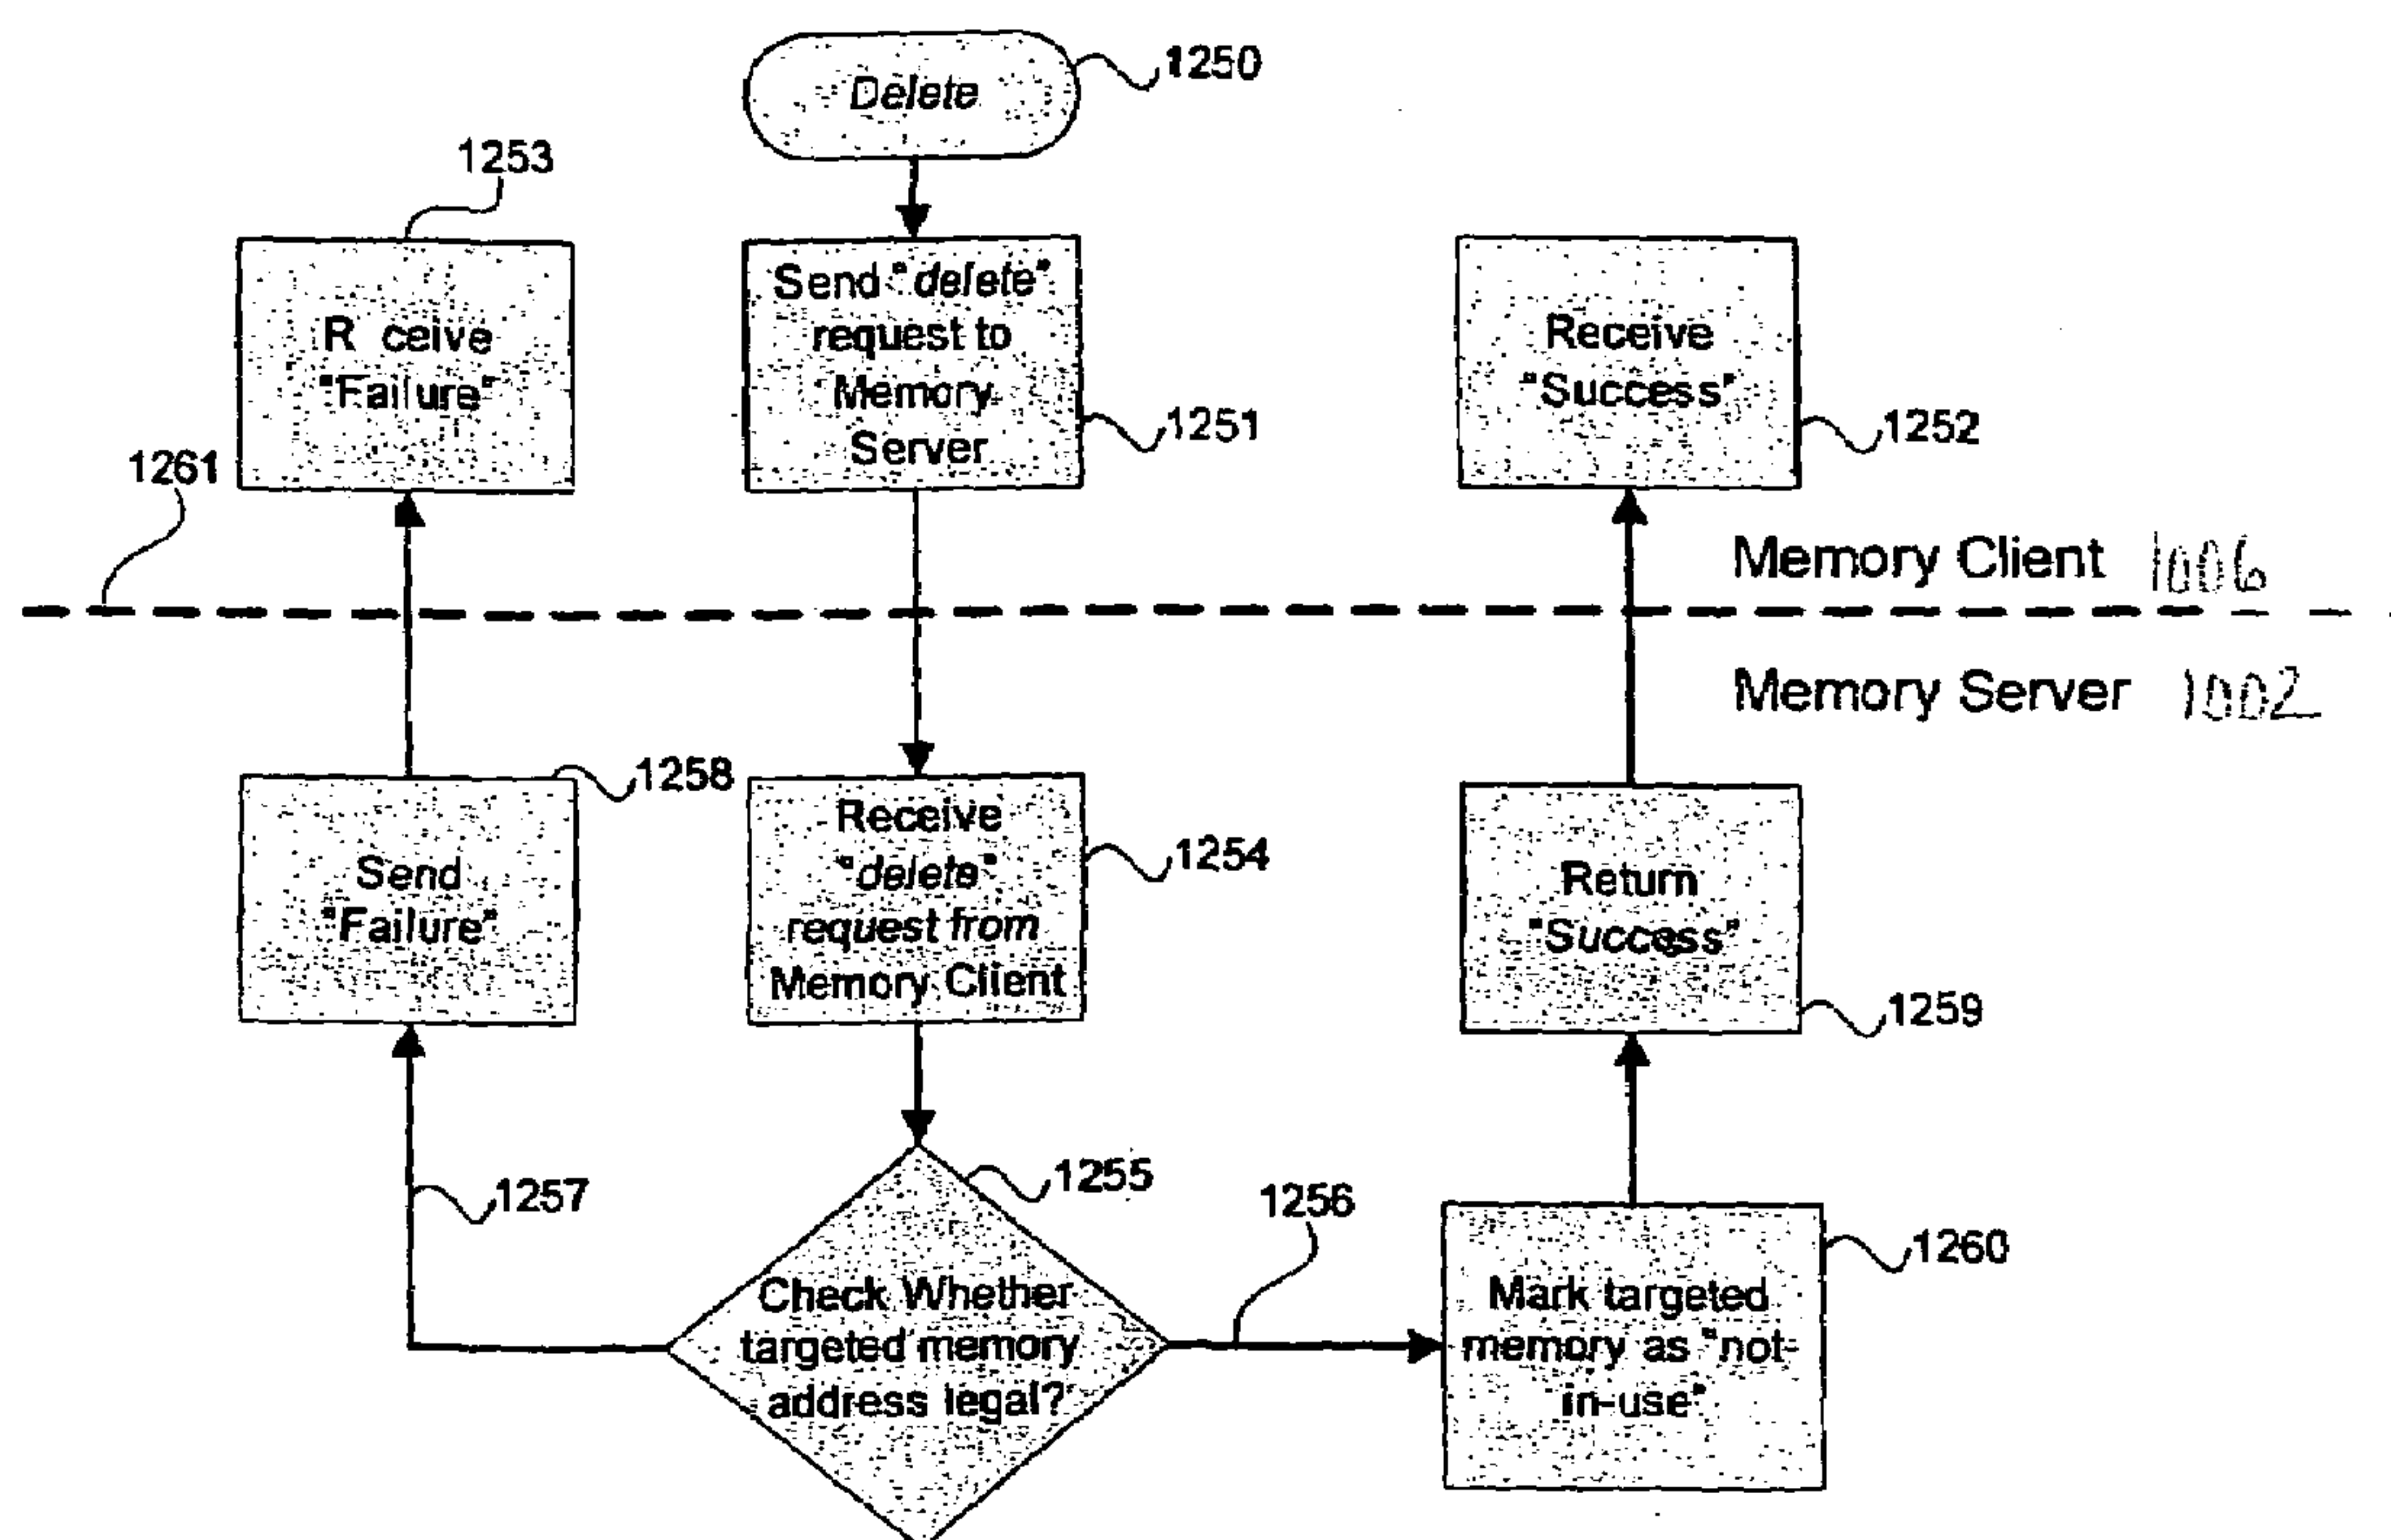 Delete
1250
1253
R ceive
"Failure"
Send "delete"
request to
Memory
Server
1251
Receive
"Success"
1252
1261
Memory Client 1006
Memory Server 1002
Send
"Failure"
1258
Receive
"delete"
request from
Memory Client
1254
Return
"Success"
1259
1257
1255
1256
Check Whether
targeted memory
address legal?
Mark targeted
memory as "not-
in-use"
1260